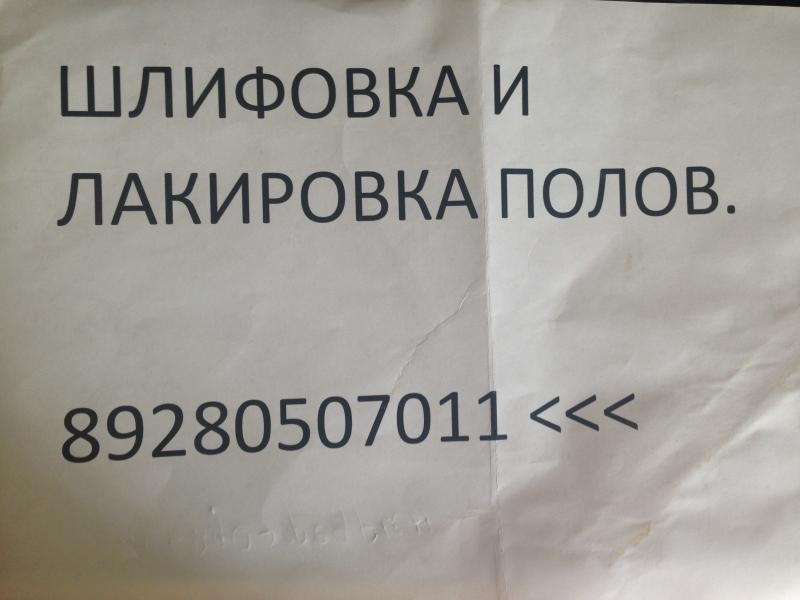 ШЛИФОВКА И
ЛАКИРОВКА ПОЛОВ.
89280507011 <<<